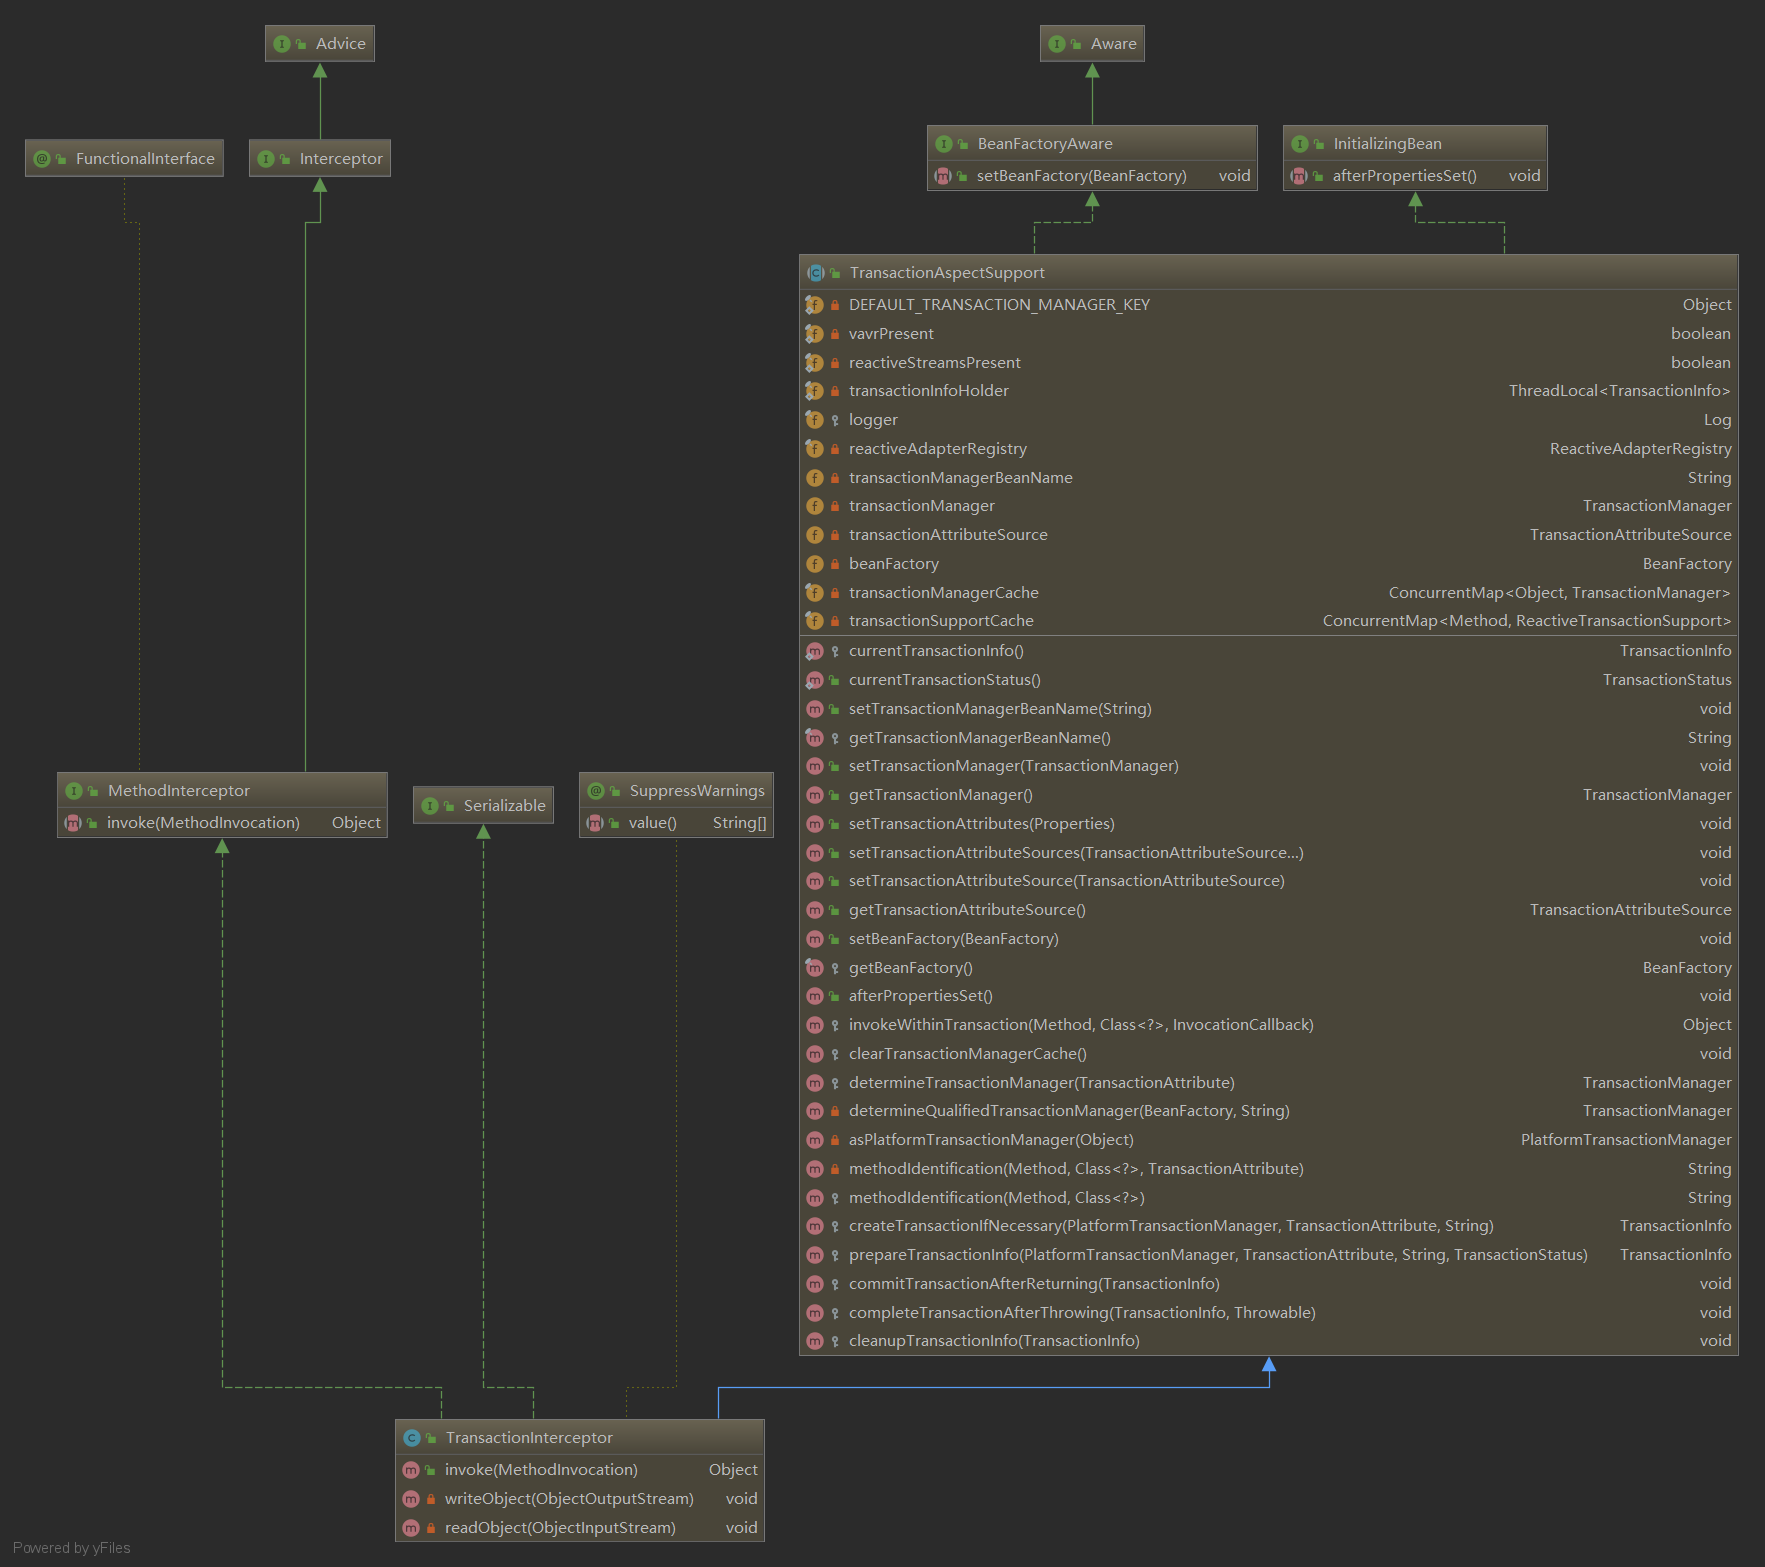 Advice
Aware
FunctionalInterface
Interceptor
BeanFactoryAware
setBeanFactory(BeanFactory) void
InitializingBean
afterPropertiesSet() void
TransactionAspectSupport
DEFAULT_TRANSACTION_MANAGER_KEY Object
vavrPresent boolean
reactiveStreamsPresent boolean
transactionInfoHolder ThreadLocal<TransactionInfo>
logger Log
reactiveAdapterRegistry ReactiveAdapterRegistry
transactionManagerBeanName String
transactionManager TransactionManager
transactionAttributeSource TransactionAttributeSource
beanFactory BeanFactory
transactionManagerCache ConcurrentMap<Object, TransactionManager>
transactionSupportCache ConcurrentMap<Method, ReactiveTransactionSupport>
currentTransactionInfo() TransactionInfo
currentTransactionStatus() TransactionStatus
setTransactionManagerBeanName(String) void
getTransactionManagerBeanName() String
setTransactionManager(TransactionManager) void
getTransactionManager() TransactionManager
setTransactionAttributes(Properties) void
setTransactionAttributeSources(TransactionAttributeSource...) void
setTransactionAttributeSource(TransactionAttributeSource) void
getTransactionAttributeSource() TransactionAttributeSource
setBeanFactory(BeanFactory) void
getBeanFactory() BeanFactory
afterPropertiesSet() void
invokeWithinTransaction(Method, Class<?>, InvocationCallback) Object
clearTransactionManagerCache() void
determineTransactionManager(TransactionAttribute) TransactionManager
determineQualifiedTransactionManager(BeanFactory, String) TransactionManager
asPlatformTransactionManager(Object) PlatformTransactionManager
methodIdentification(Method, Class<?>, TransactionAttribute) String
methodIdentification(Method, Class<?>) String
createTransactionIfNecessary(PlatformTransactionManager, TransactionAttribute, String) TransactionInfo
prepareTransactionInfo(PlatformTransactionManager, TransactionAttribute, String, TransactionStatus) TransactionInfo
commitTransactionAfterReturning(TransactionInfo) void
completeTransactionAfterThrowing(TransactionInfo, Throwable) void
cleanupTransactionInfo(TransactionInfo) void
MethodInterceptor
invoke(MethodInvocation) Object
Serializable
SuppressWarnings
value() String[]
TransactionInterceptor
invoke(MethodInvocation) Object
writeObject(ObjectOutputStream) void
readObject(ObjectInputStream) void
Powered by yFiles